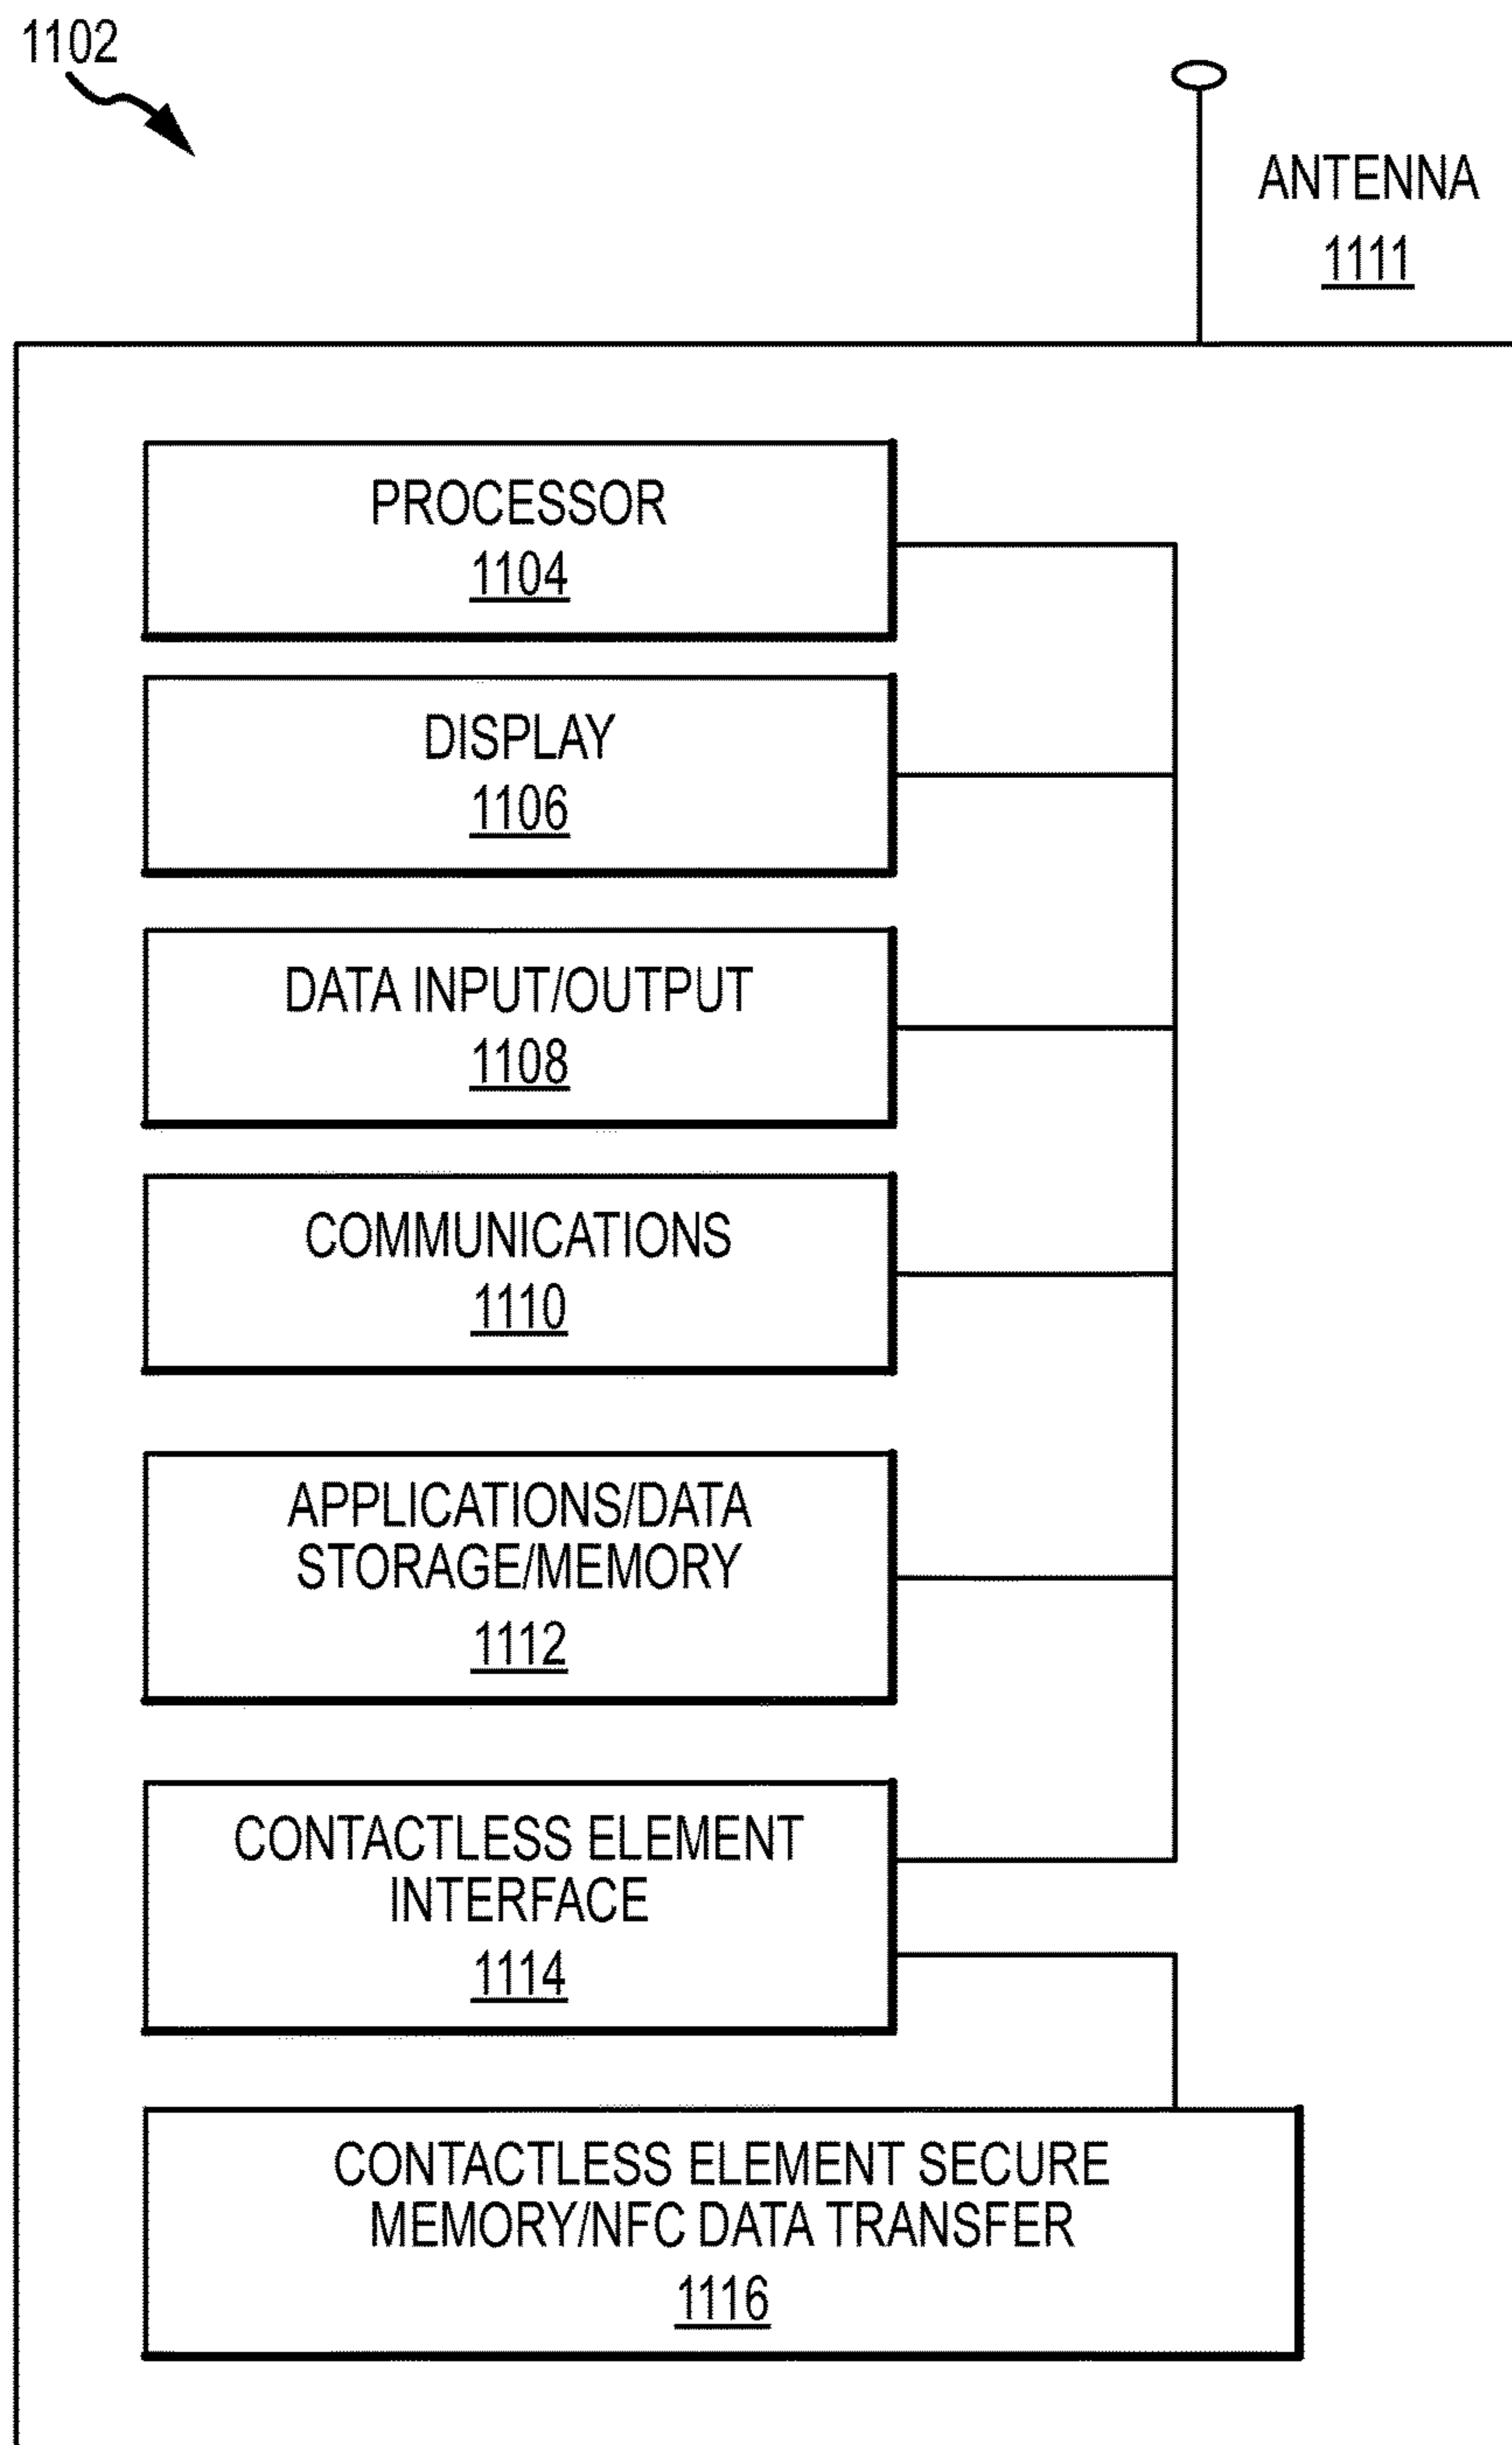 1102
ANTENNA
1111
PROCESSOR
1104
DISPLAY
1106
DATA INPUT/OUTPUT
1108
COMMUNICATIONS
1110
APPLICATIONS/DATA
STORAGE/MEMORY
1112
CONTACTLESS ELEMENT
INTERFACE
1114
CONTACTLESS ELEMENT SECURE
MEMORY/NFC DATA TRANSFER
1116